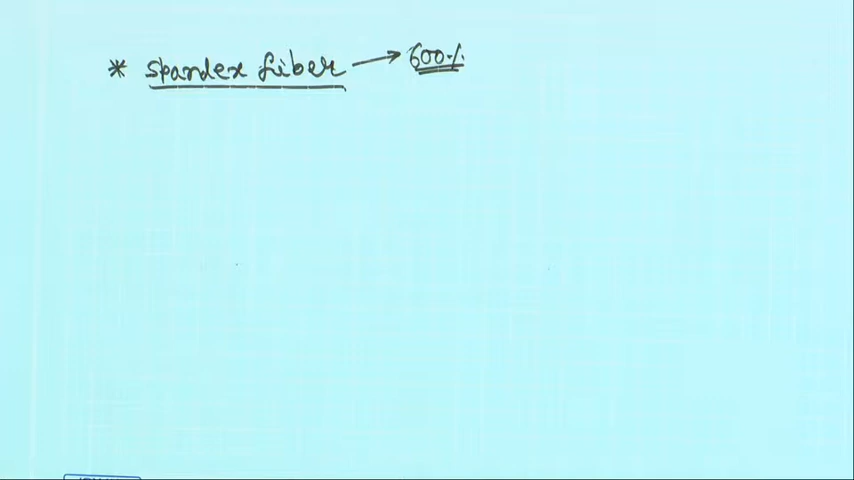 * spandex fiber → 600%